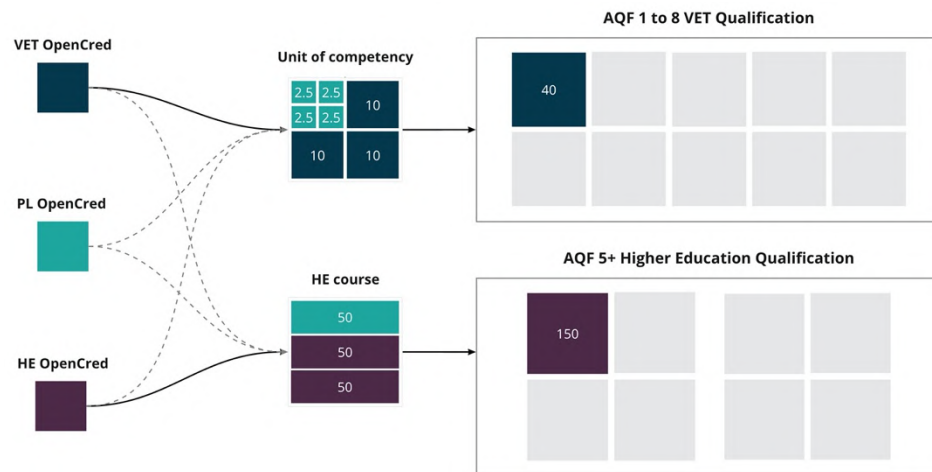 VET OpenCred
PL OpenCred
HE OpenCred
Unit of competency
2.5 2.5 10
2.5 2.5
10 10
HE course
50
50
50
AQF 1 to 8 VET Qualification
40
AQF 5+ Higher Education Qualification
150